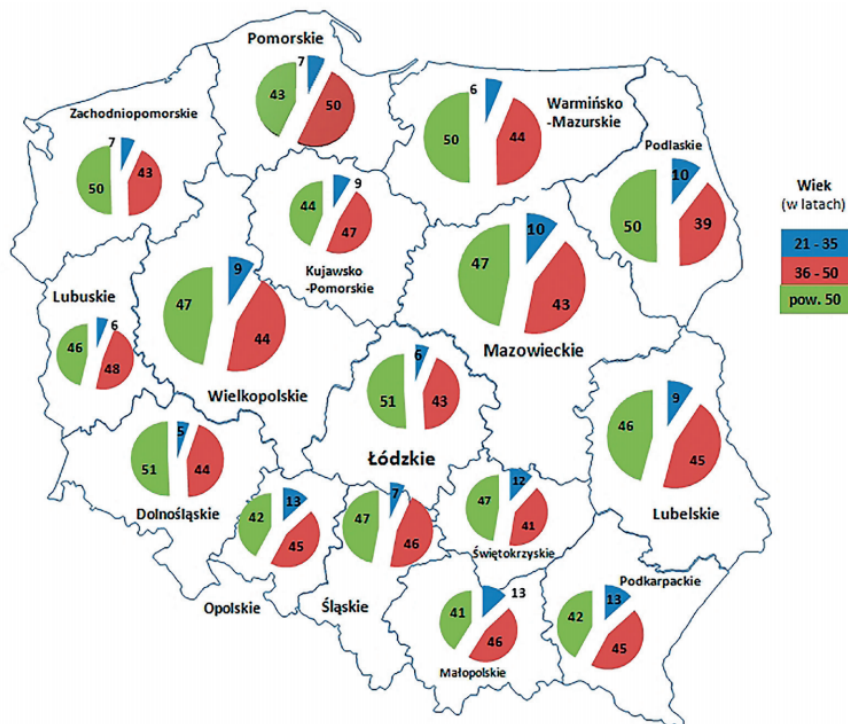 Pomorskie
7
43
50
Zachodniopomorskie
7
50
43
6
Warmińsko
-Mazurskie
50
44
Podlaskie
10
50
39
Wiek
(w latach)
21 - 35
36 - 50
pow. 50
9
44
47
Kujawsko
-Pomorskie
10
47
43
Mazowieckie
Lubuskie
6
46
48
9
47
44
Wielkopolskie
6
51
43
Łódzkie
9
46
45
Lubelskie
5
51
44
Dolnośląskie
13
42
45
Opolskie
7
47
46
Śląskie
12
47
41
Świętokrzyskie
13
41
46
Małopolskie
Podkarpackie
13
42
45